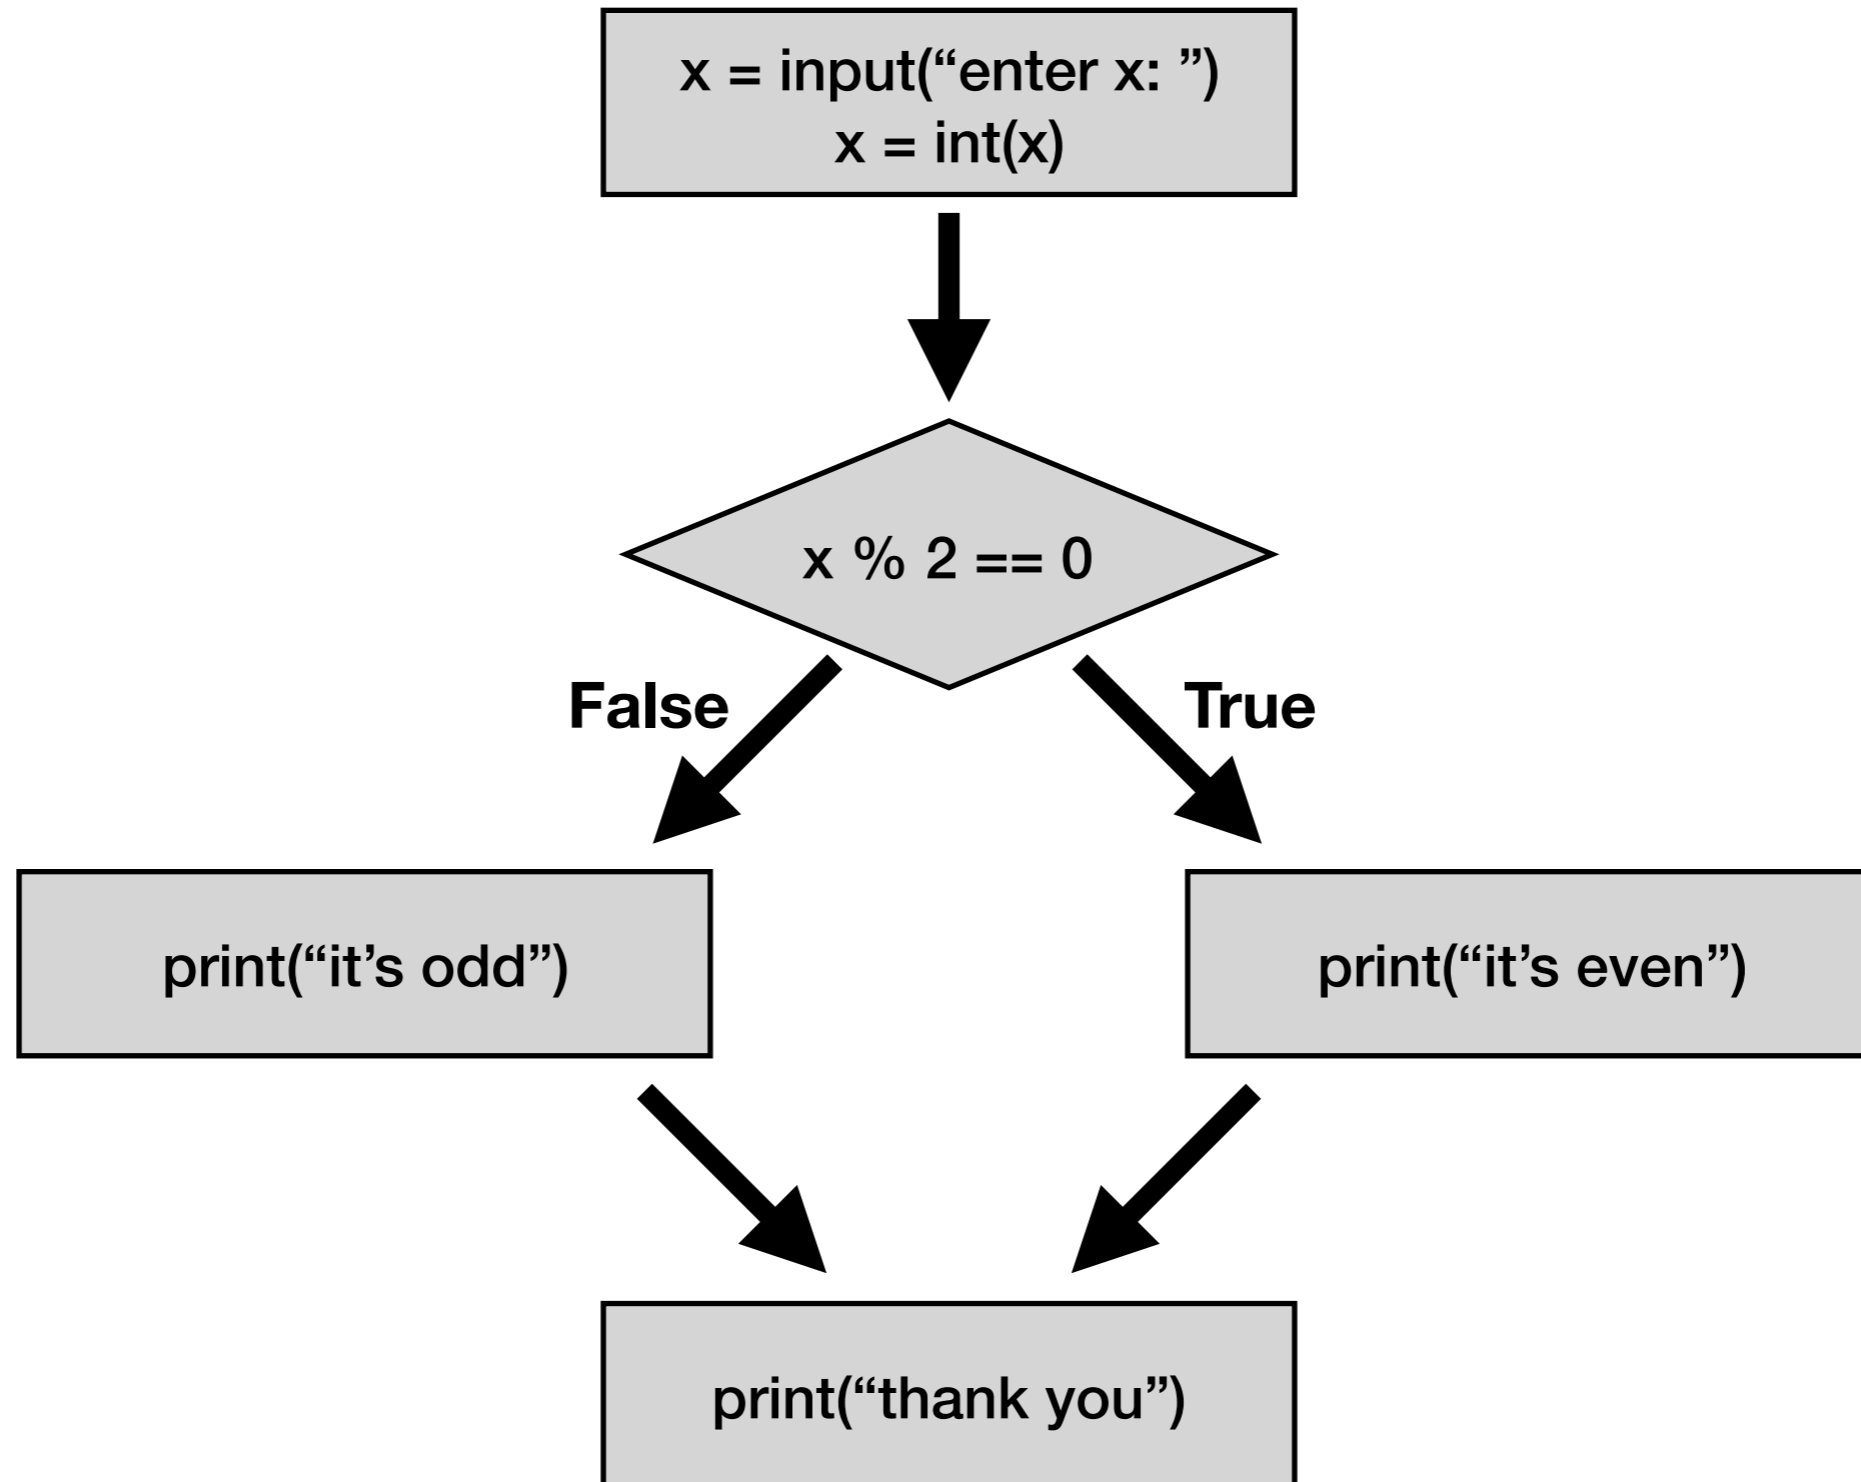 x = input(“enter x: ”)
x = int(x)
x % 2 == 0
False
True
print(“it’s odd”)
print(“it’s even”)
print(“thank you”)